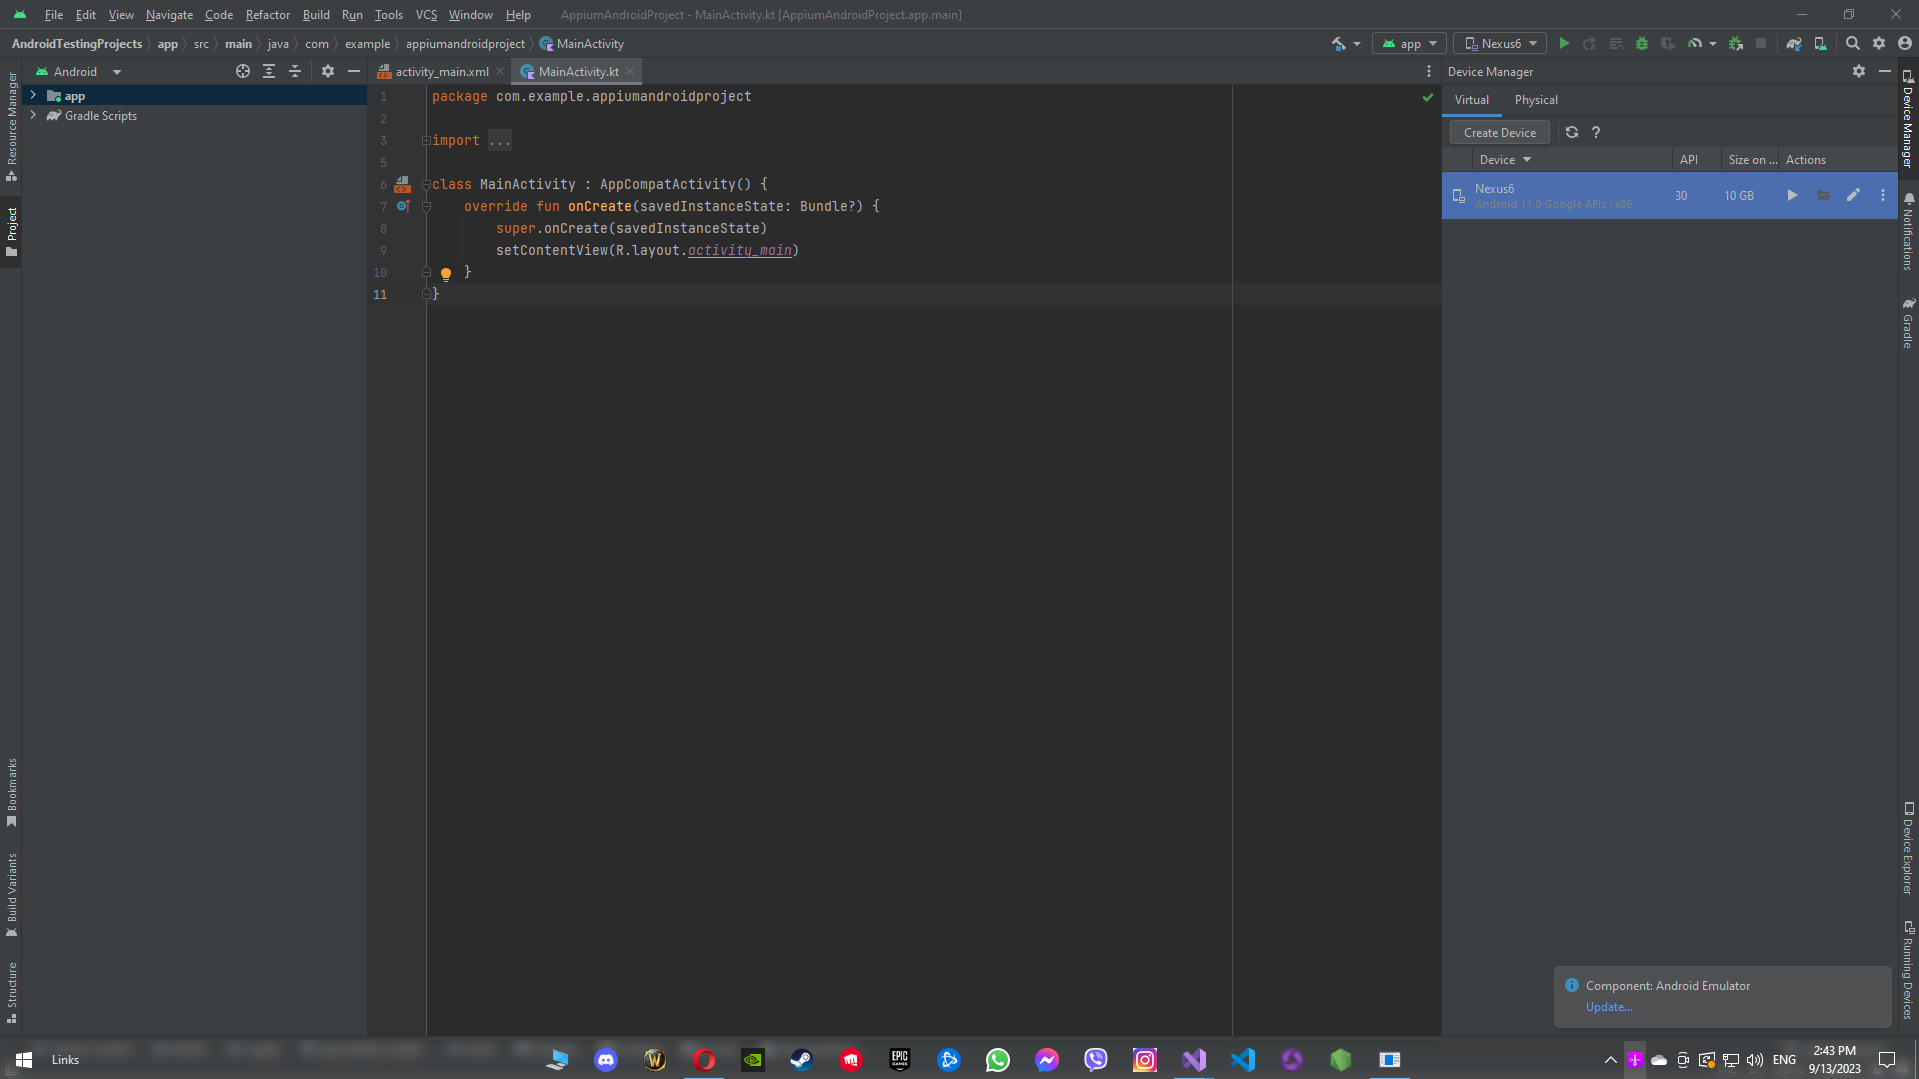 File Edit View Navigate Code Refactor Build Run Tools VCS Window Help AppiumAndroidProject - MainActivity.kt [AppiumAndroidProject.app.main]
AndroidTestingProjects app src main java com example appiumandroidproject MainActivity app Nexus6
Resource Manager
Project
Bookmarks
Build Variants
Structure
Android
app
Gradle Scripts
activity_main.xml MainActivity.kt
1 package com.example.appiumandroidproject
2
3 import ...
5
6 class MainActivity : AppCompatActivity() {
7 override fun onCreate(savedInstanceState: Bundle?) {
8 super.onCreate(savedInstanceState)
9 setContentView(R.layout.activity_main)
10 }
11 }
Device Manager
Virtual Physical
Create Device ?
Device API Size on ... Actions
Nexus6 30 10 GB
Android 11.0 Google APIs | x86
Device Manager
Notifications
Gradle
Device Explorer
Running Devices
Component: Android Emulator
Update...
Links
EPIC GAMES
ENG
2:43 PM
9/13/2023